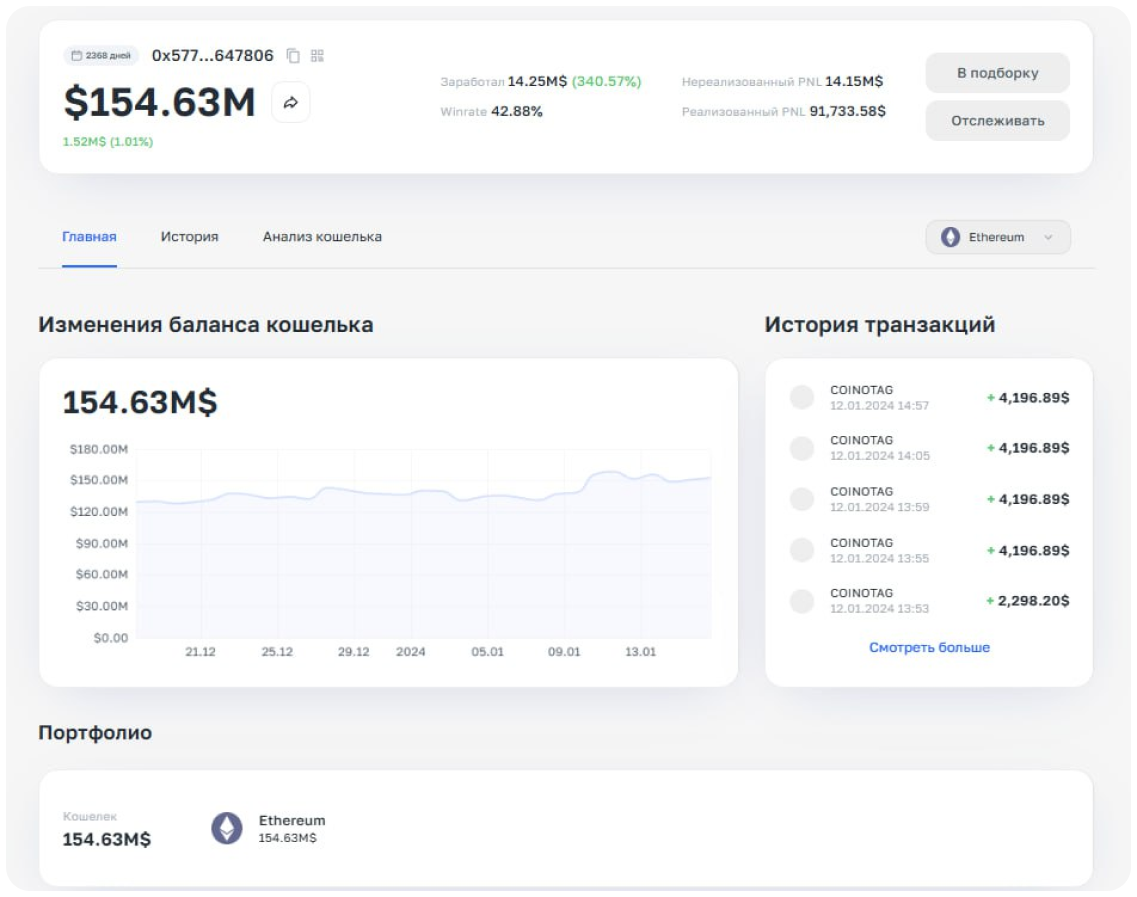 2368 дней 0x577...647806
$154.63M
1.52M$ (1.01%)
Заработал 14.25M$ (340.57%)
Winrate 42.88%
Нереализованный PNL 14.15M$
Реализованный PNL 91,733.58$
В подборку
Отслеживать
Главная История Анализ кошелька
Ethereum
Изменения баланса кошелька
154.63M$
$180.00M
$150.00M
$120.00M
$90.00M
$60.00M
$30.00M
$0.00
21.12 25.12 29.12 2024 05.01 09.01 13.01
История транзакций
COINOTAG
12.01.2024 14:57
+ 4,196.89$
COINOTAG
12.01.2024 14:05
+ 4,196.89$
COINOTAG
12.01.2024 13:59
+ 4,196.89$
COINOTAG
12.01.2024 13:55
+ 4,196.89$
COINOTAG
12.01.2024 13:53
+ 2,298.20$
Смотреть больше
Портфолио
Кошелек
154.63M$
Ethereum
154.63M$